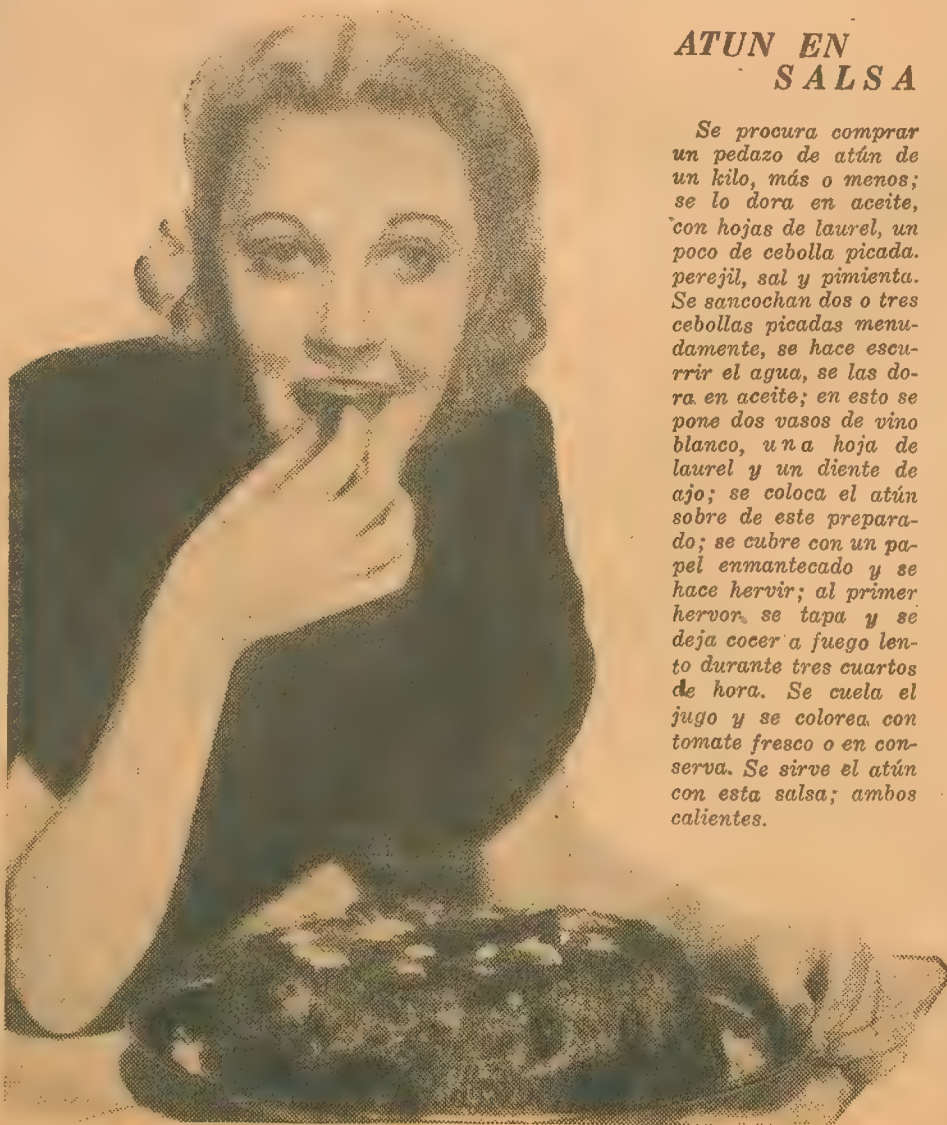 ATUN EN
SALSA
Se procura comprar
un pedazo de atún de
un kilo, más o menos;
se lo dora en aceite,
con hojas de laurel, un
poco de cebolla picada.
perejil, sal y pimienta.
Se sancochan dos o tres
cebollas picadas menu-
damente, se hace escu-
rrir el agua, se las do-
ra en aceite; en esto se
pone dos vasos de vino
blanco, una hoja de
laurel y un diente de
ajo; se coloca el atún
sobre de este prepara-
do; se cubre con un pa-
pel enmantecado y se
hace hervir; al primer
hervor, se tapa y se
deja cocer a fuego len-
to durante tres cuartos
de hora. Se cuela el
jugo y se colorea con
tomate fresco o en con-
serva. Se sirve el atún
con esta salsa; ambos
calientes.